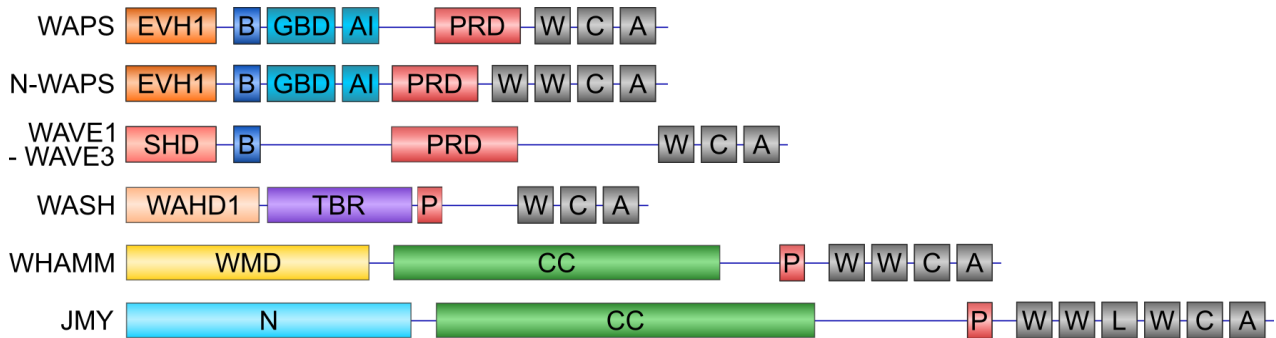 WAPS EVH1 B GBD AI PRD W C A
N-WAPS EVH1 B GBD AI PRD W W C A
WAVE1
- WAVE3 SHD B PRD W C A
WASH WAHD1 TBR P W C A
WHAMM WMD CC P W W C A
JMY N CC P W W L W C A